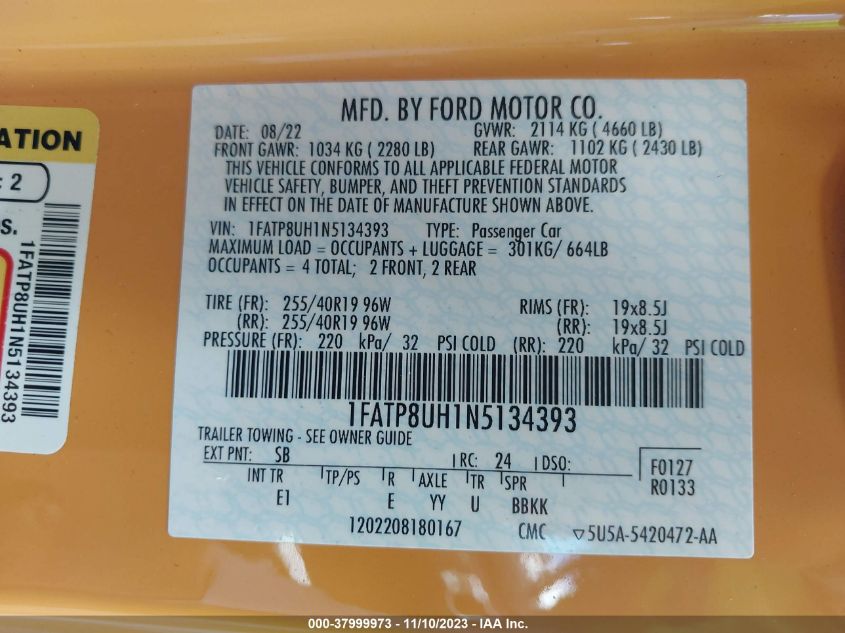 MFD. BY FORD MOTOR CO.
DATE: 08/22 GVWR: 2114 KG ( 4660 LB)
FRONT GAWR: 1034 KG ( 2280 LB) REAR GAWR: 1102 KG ( 2430 LB)
THIS VEHICLE CONFORMS TO ALL APPLICABLE FEDERAL MOTOR
VEHICLE SAFETY, BUMPER, AND THEFT PREVENTION STANDARDS
IN EFFECT ON THE DATE OF MANUFACTURE SHOWN ABOVE.
VIN: 1FATP8UH1N5134393 TYPE: Passenger Car
MAXIMUM LOAD = OCCUPANTS + LUGGAGE = 301KG/ 664LB
OCCUPANTS = 4 TOTAL; 2 FRONT, 2 REAR
TIRE (FR): 255/40R19 96W RIMS (FR): 19x8.5J
(RR): 255/40R19 96W (RR): 19x8.5J
PRESSURE (FR): 220 kPa/ 32 PSI COLD (RR): 220 kPa/ 32 PSI COLD
1FATP8UH1N5134393
TRAILER TOWING - SEE OWNER GUIDE
EXT PNT: SB RC: 24 DSO: F0127
R0133
INT TR TP/PS R AXLE TR SPR
E1 E YY U BBKK
1202208180167 CMC 5U5A-5420472-AA
ATION
: 2
S.
1FATP8UH1N5134393
000-37999973 - 11/10/2023 - IAA Inc.